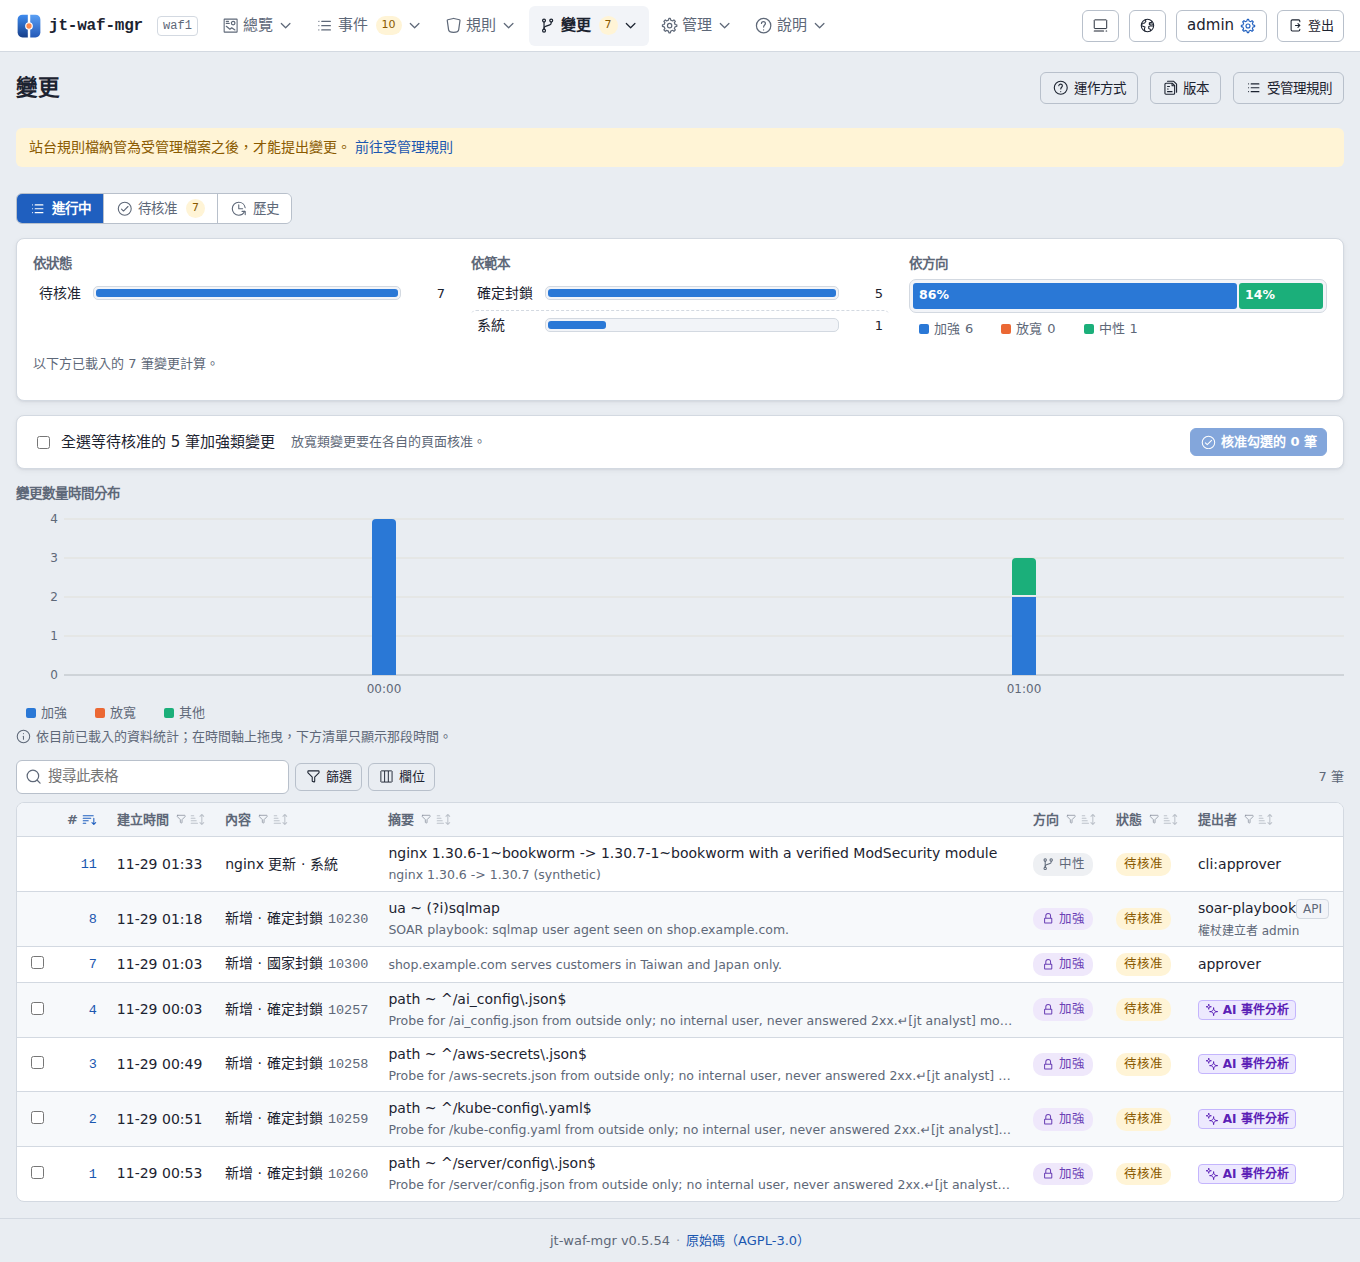 jt-waf-mgr waf1 總覽 事件 10 規則 變更 7 管理 說明 admin 登出
變更 運作方式 版本 受管理規則
站台規則檔納管為受管理檔案之後，才能提出變更。 前往受管理規則
進行中 待核准 7 歷史
依狀態 依範本 依方向
待核准 7 確定封鎖 5 86% 14%
系統 1 加強 6 放寬 0 中性 1
以下方已載入的 7 筆變更計算。
全選等待核准的 5 筆加強類變更 放寬類變更要在各自的頁面核准。 核准勾選的 0 筆
變更數量時間分布
4
3
2
1
0
00:00 01:00
加強 放寬 其他
依目前已載入的資料統計；在時間軸上拖曳，下方清單只顯示那段時間。
搜尋此表格 篩選 欄位 7 筆
# 建立時間 內容 摘要 方向 狀態 提出者
11 11-29 01:33 nginx 更新 · 系統 nginx 1.30.6-1~bookworm -> 1.30.7-1~bookworm with a verified ModSecurity module 中性 待核准 cli:approver
nginx 1.30.6 -> 1.30.7 (synthetic)
8 11-29 01:18 新增 · 確定封鎖 10230 ua ~ (?i)sqlmap 加強 待核准 soar-playbook API
SOAR playbook: sqlmap user agent seen on shop.example.com. 權杖建立者 admin
7 11-29 01:03 新增 · 國家封鎖 10300 shop.example.com serves customers in Taiwan and Japan only. 加強 待核准 approver
4 11-29 00:03 新增 · 確定封鎖 10257 path ~ ^/ai_config\.json$ 加強 待核准 AI 事件分析
Probe for /ai_config.json from outside only; no internal user, never answered 2xx.↵[jt analyst] mo…
3 11-29 00:49 新增 · 確定封鎖 10258 path ~ ^/aws-secrets\.json$ 加強 待核准 AI 事件分析
Probe for /aws-secrets.json from outside only; no internal user, never answered 2xx.↵[jt analyst] …
2 11-29 00:51 新增 · 確定封鎖 10259 path ~ ^/kube-config\.yaml$ 加強 待核准 AI 事件分析
Probe for /kube-config.yaml from outside only; no internal user, never answered 2xx.↵[jt analyst]…
1 11-29 00:53 新增 · 確定封鎖 10260 path ~ ^/server/config\.json$ 加強 待核准 AI 事件分析
Probe for /server/config.json from outside only; no internal user, never answered 2xx.↵[jt analyst…
jt-waf-mgr v0.5.54 · 原始碼（AGPL-3.0）